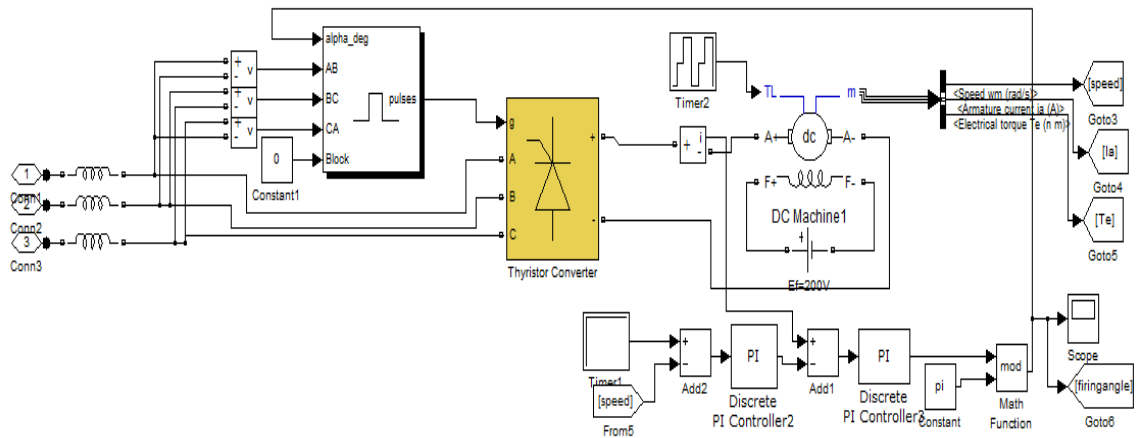 alpha_deg
AB
BC
CA
Block
pulses
+
-
v
+
-
v
+
-
v
0
Constant1
1
Conn1
2
Conn2
3
Conn3
g
A
B
C
+
-
Thyristor Converter
Timer2
TL
m
A+
dc
A-
F+
F-
DC Machine1
+
Ef=200V
+
i
-
<Speed wm (rad/s)>
<Armature current ia (A)>
<Electrical torque Te (n m)>
[speed]
Goto3
[Ia]
Goto4
[Te]
Goto5
Timer1
[speed]
From5
+
−
Add2
PI
Discrete
PI Controller2
+
−
Add1
PI
Discrete
PI Controller3
pi
Constant
mod
Math
Function
Scope
[firingangle]
Goto6